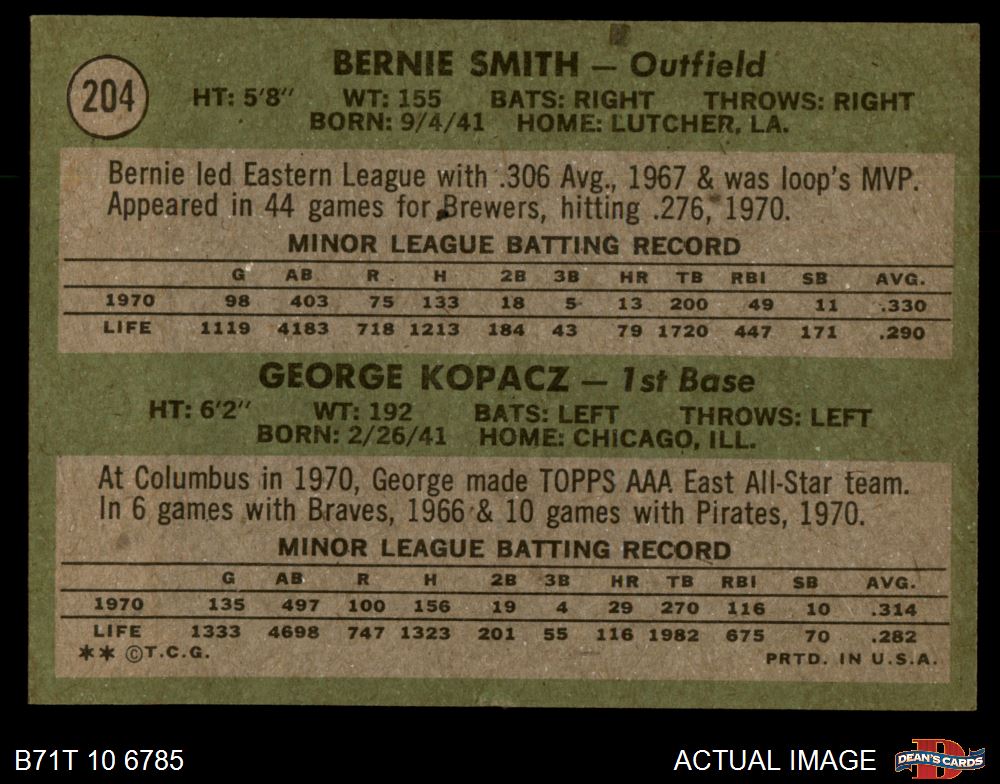 204
BERNIE SMITH — Outfield
HT: 5'8" WT: 155 BATS: RIGHT THROWS: RIGHT
BORN: 9/4/41 HOME: LUTCHER, LA.
Bernie led Eastern League with .306 Avg., 1967 & was loop's MVP.
Appeared in 44 games for Brewers, hitting .276, 1970.
MINOR LEAGUE BATTING RECORD
G AB R H 2B 3B HR TB RBI SB AVG.
1970 98 403 75 133 18 5 13 200 49 11 .330
LIFE 1119 4183 718 1213 184 43 79 1720 447 171 .290
GEORGE KOPACZ — 1st Base
HT: 6'2" WT: 192 BATS: LEFT THROWS: LEFT
BORN: 2/26/41 HOME: CHICAGO, ILL.
At Columbus in 1970, George made TOPPS AAA East All-Star team.
In 6 games with Braves, 1966 & 10 games with Pirates, 1970.
MINOR LEAGUE BATTING RECORD
G AB R H 2B 3B HR TB RBI SB AVG.
1970 135 497 100 156 19 4 29 270 116 10 .314
LIFE 1333 4698 747 1323 201 55 116 1982 675 70 .282
** ©T.C.G. PRTD. IN U.S.A.
B71T 10 6785 ACTUAL IMAGE DEAN'S CARDS